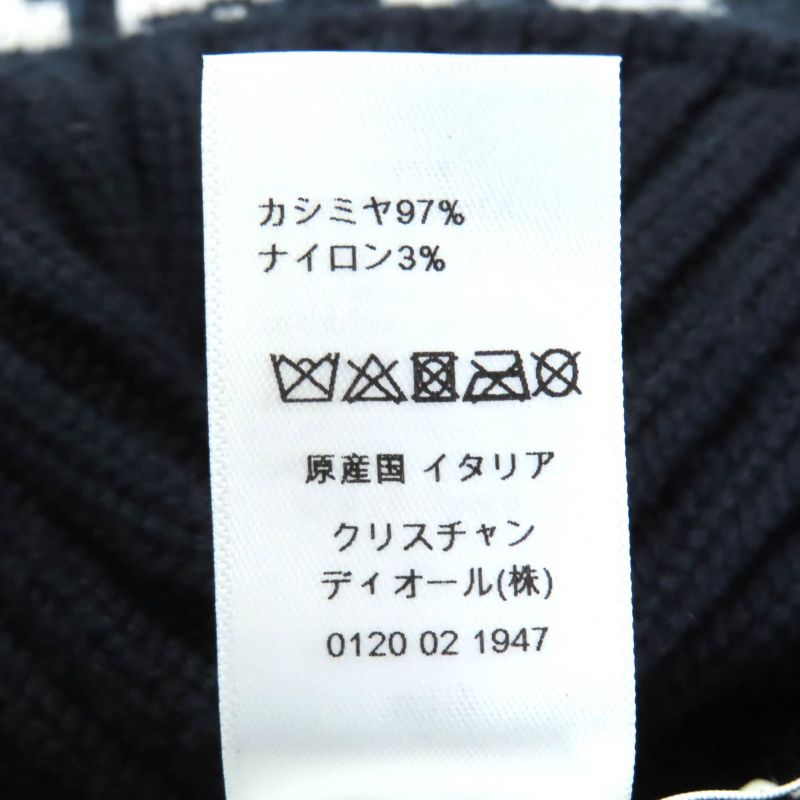 カシミヤ97%
ナイロン3%
原産国 イタリア
クリスチャン
ディオール(株)
0120 02 1947